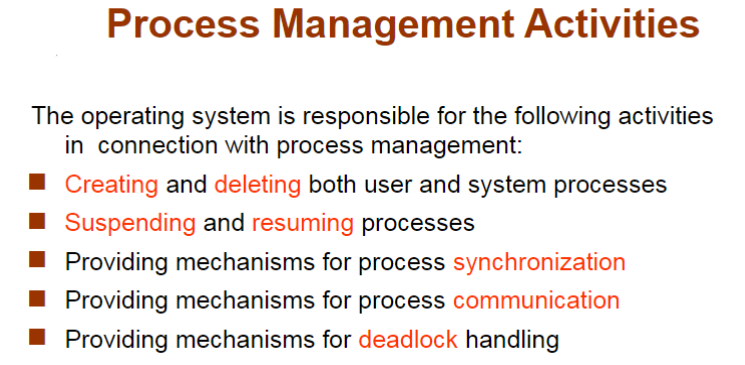 Process Management Activities
The operating system is responsible for the following activities
in connection with process management:
Creating and deleting both user and system processes
Suspending and resuming processes
Providing mechanisms for process synchronization
Providing mechanisms for process communication
Providing mechanisms for deadlock handling